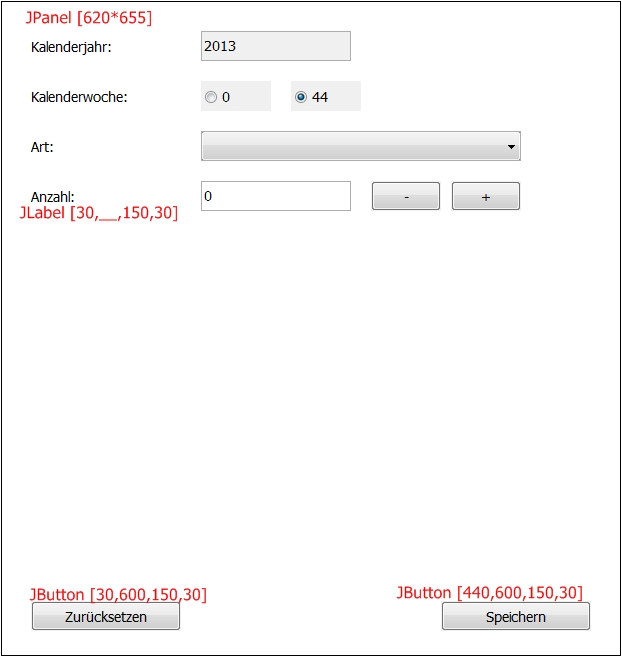 JPanel [620*655]
Kalenderjahr: 2013
Kalenderwoche: 0 44
Art:
Anzahl: 0 - +
JLabel [30,__,150,30]
JButton [30,600,150,30] JButton [440,600,150,30]
Zurücksetzen Speichern